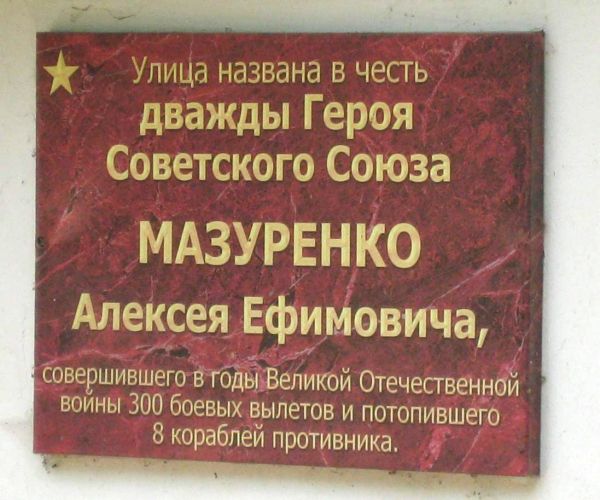 Улица названа в честь
дважды Героя
Советского Союза
МАЗУРЕНКО
Алексея Ефимовича,
совершившего в годы Великой Отечественной
войны 300 боевых вылетов и потопившего
8 кораблей противника.